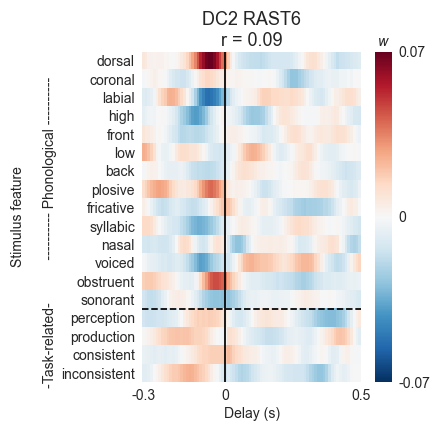 DC2 RAST6
r = 0.09
w
0.07
0
-0.07
Stimulus feature
---------- Phonological ----------
-Task-related-
dorsal
coronal
labial
high
front
low
back
plosive
fricative
syllabic
nasal
voiced
obstruent
sonorant
perception
production
consistent
inconsistent
-0.3
0
0.5
Delay (s)